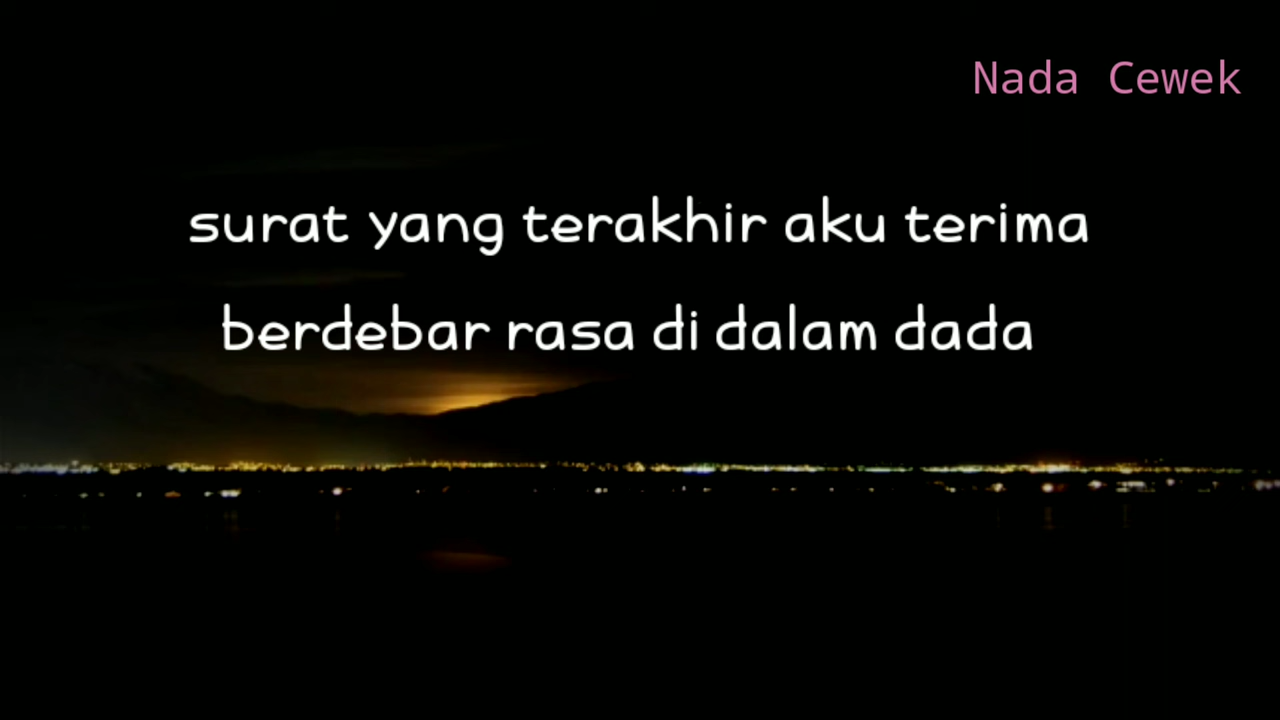 Nada Cewek
surat yang terakhir aku terima
berdebar rasa di dalam dada